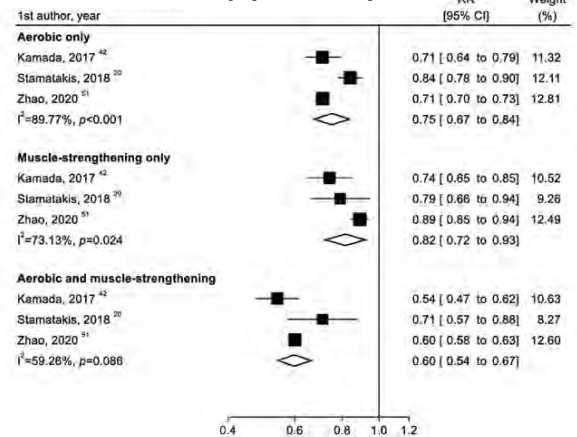 RR Weight
1st author, year [95% CI] (%)
Aerobic only
Kamada, 2017 42 0.71 [ 0.64 to 0.79] 11.32
Stamatakis, 2018 20 0.84 [ 0.78 to 0.90] 12.11
Zhao, 2020 51 0.71 [ 0.70 to 0.73] 12.81
I²=89.77%, p<0.001 0.75 [ 0.67 to 0.84]
Muscle-strengthening only
Kamada, 2017 42 0.74 [ 0.65 to 0.85] 10.52
Stamatakis, 2018 20 0.79 [ 0.66 to 0.94] 9.26
Zhao, 2020 51 0.89 [ 0.85 to 0.94] 12.49
I²=73.13%, p=0.024 0.82 [ 0.72 to 0.93]
Aerobic and muscle-strengthening
Kamada, 2017 42 0.54 [ 0.47 to 0.62] 10.63
Stamatakis, 2018 20 0.71 [ 0.57 to 0.88] 8.27
Zhao, 2020 51 0.60 [ 0.58 to 0.63] 12.60
I²=59.26%, p=0.086 0.60 [ 0.54 to 0.67]
0.4 0.6 0.8 1.0 1.2